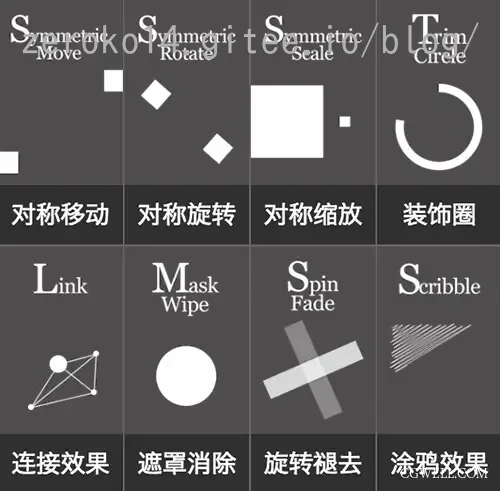 zeroko14.gitee.io/blog/
Symmetric
Move
Symmetric
Rotate
Symmetric
Scale
Trim
Circle
对称移动
对称旋转
对称缩放
装饰圈
Link
Mask
Wipe
Spin
Fade
Scribble
连接效果
遮罩消除
旋转褪去
涂鸦效果
CGWELL.COM